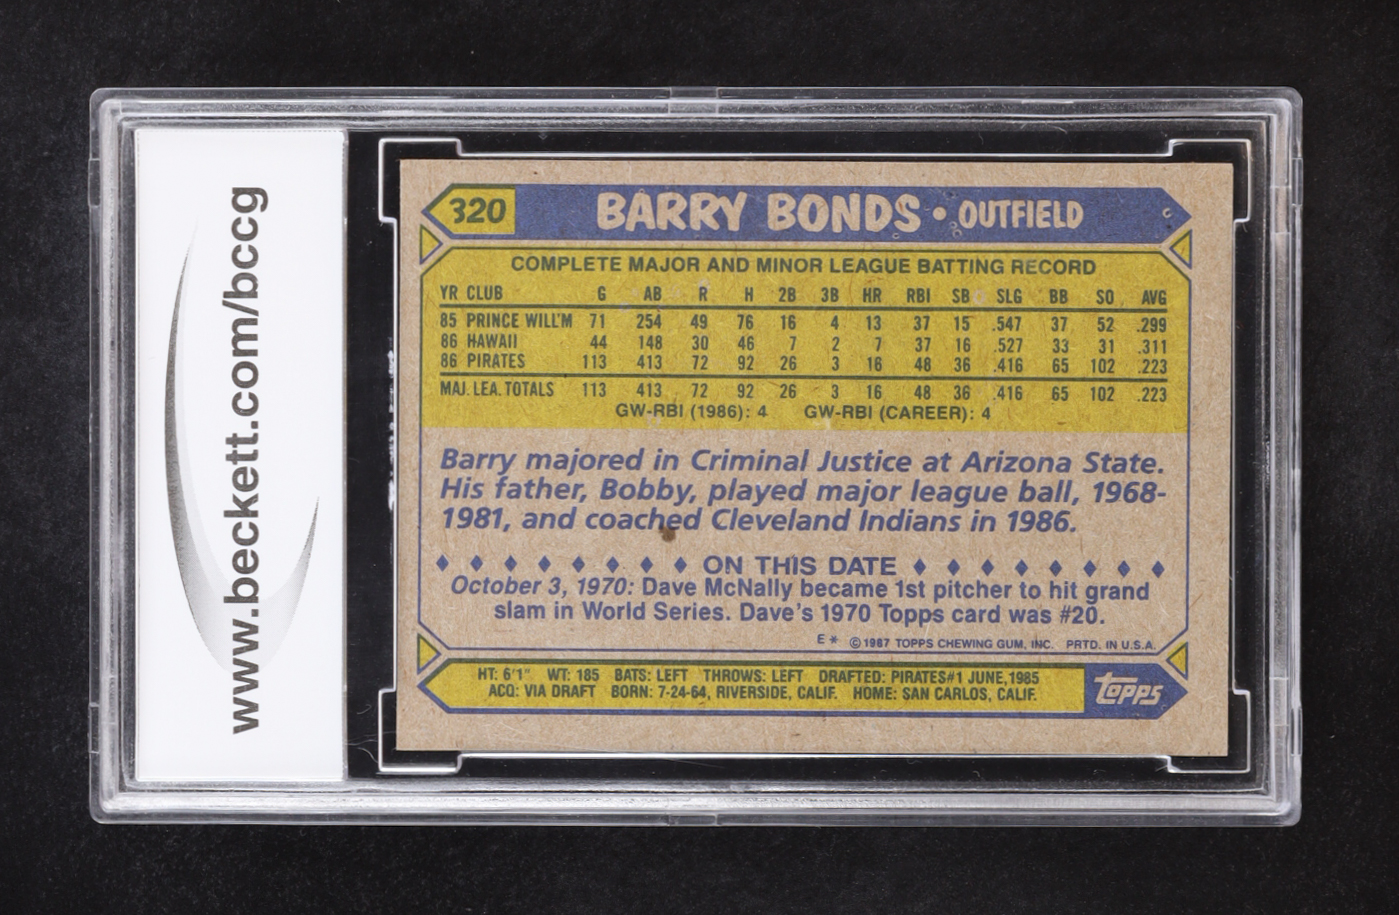 www.beckett.com/bccg
320 BARRY BONDS • OUTFIELD
COMPLETE MAJOR AND MINOR LEAGUE BATTING RECORD
YR CLUB G AB R H 2B 3B HR RBI SB SLG BB SO AVG
85 PRINCE WILL'M 71 254 49 76 16 4 13 37 15 .547 37 52 .299
86 HAWAII 44 148 30 46 7 2 7 37 16 .527 33 31 .311
86 PIRATES 113 413 72 92 26 3 16 48 36 .416 65 102 .223
MAJ. LEA. TOTALS 113 413 72 92 26 3 16 48 36 .416 65 102 .223
GW-RBI (1986): 4 GW-RBI (CAREER): 4
Barry majored in Criminal Justice at Arizona State.
His father, Bobby, played major league ball, 1968-
1981, and coached Cleveland Indians in 1986.
ON THIS DATE
October 3, 1970: Dave McNally became 1st pitcher to hit grand
slam in World Series. Dave's 1970 Topps card was #20.
E* © 1987 TOPPS CHEWING GUM, INC. PRTD. IN U.S.A.
HT: 6'1" WT: 185 BATS: LEFT THROWS: LEFT DRAFTED: PIRATES#1 JUNE,1985
ACQ: VIA DRAFT BORN: 7-24-64, RIVERSIDE, CALIF. HOME: SAN CARLOS, CALIF.
topps